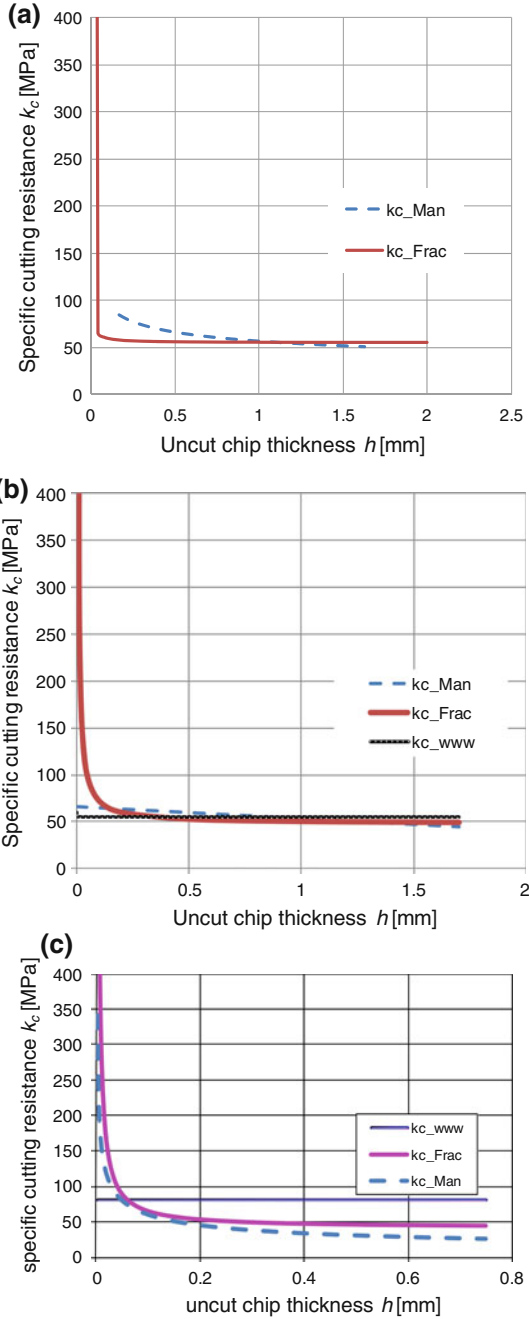 (a)
Specific cutting resistance kc [MPa]
400
350
300
250
200
150
100
50
0
kc_Man
kc_Frac
0 0.5 1 1.5 2 2.5
Uncut chip thickness h [mm]
(b)
Specific cutting resistance kc [MPa]
400
350
300
250
200
150
100
50
0
kc_Man
kc_Frac
kc_www
0 0.5 1 1.5 2
Uncut chip thickness h [mm]
(c)
specific cutting resistance kc [MPa]
400
350
300
250
200
150
100
50
0
kc_www
kc_Frac
kc_Man
0 0.2 0.4 0.6 0.8
uncut chip thickness h [mm]